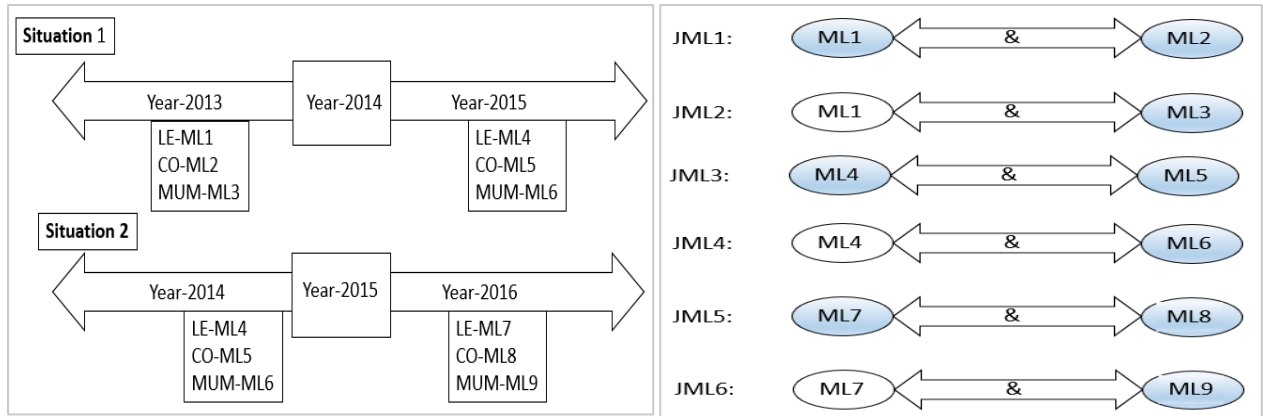 Situation 1
Year-2013 Year-2014 Year-2015
LE-ML1
CO-ML2
MUM-ML3
LE-ML4
CO-ML5
MUM-ML6
Situation 2
Year-2014 Year-2015 Year-2016
LE-ML4
CO-ML5
MUM-ML6
LE-ML7
CO-ML8
MUM-ML9
JML1: ML1 & ML2
JML2: ML1 & ML3
JML3: ML4 & ML5
JML4: ML4 & ML6
JML5: ML7 & ML8
JML6: ML7 & ML9